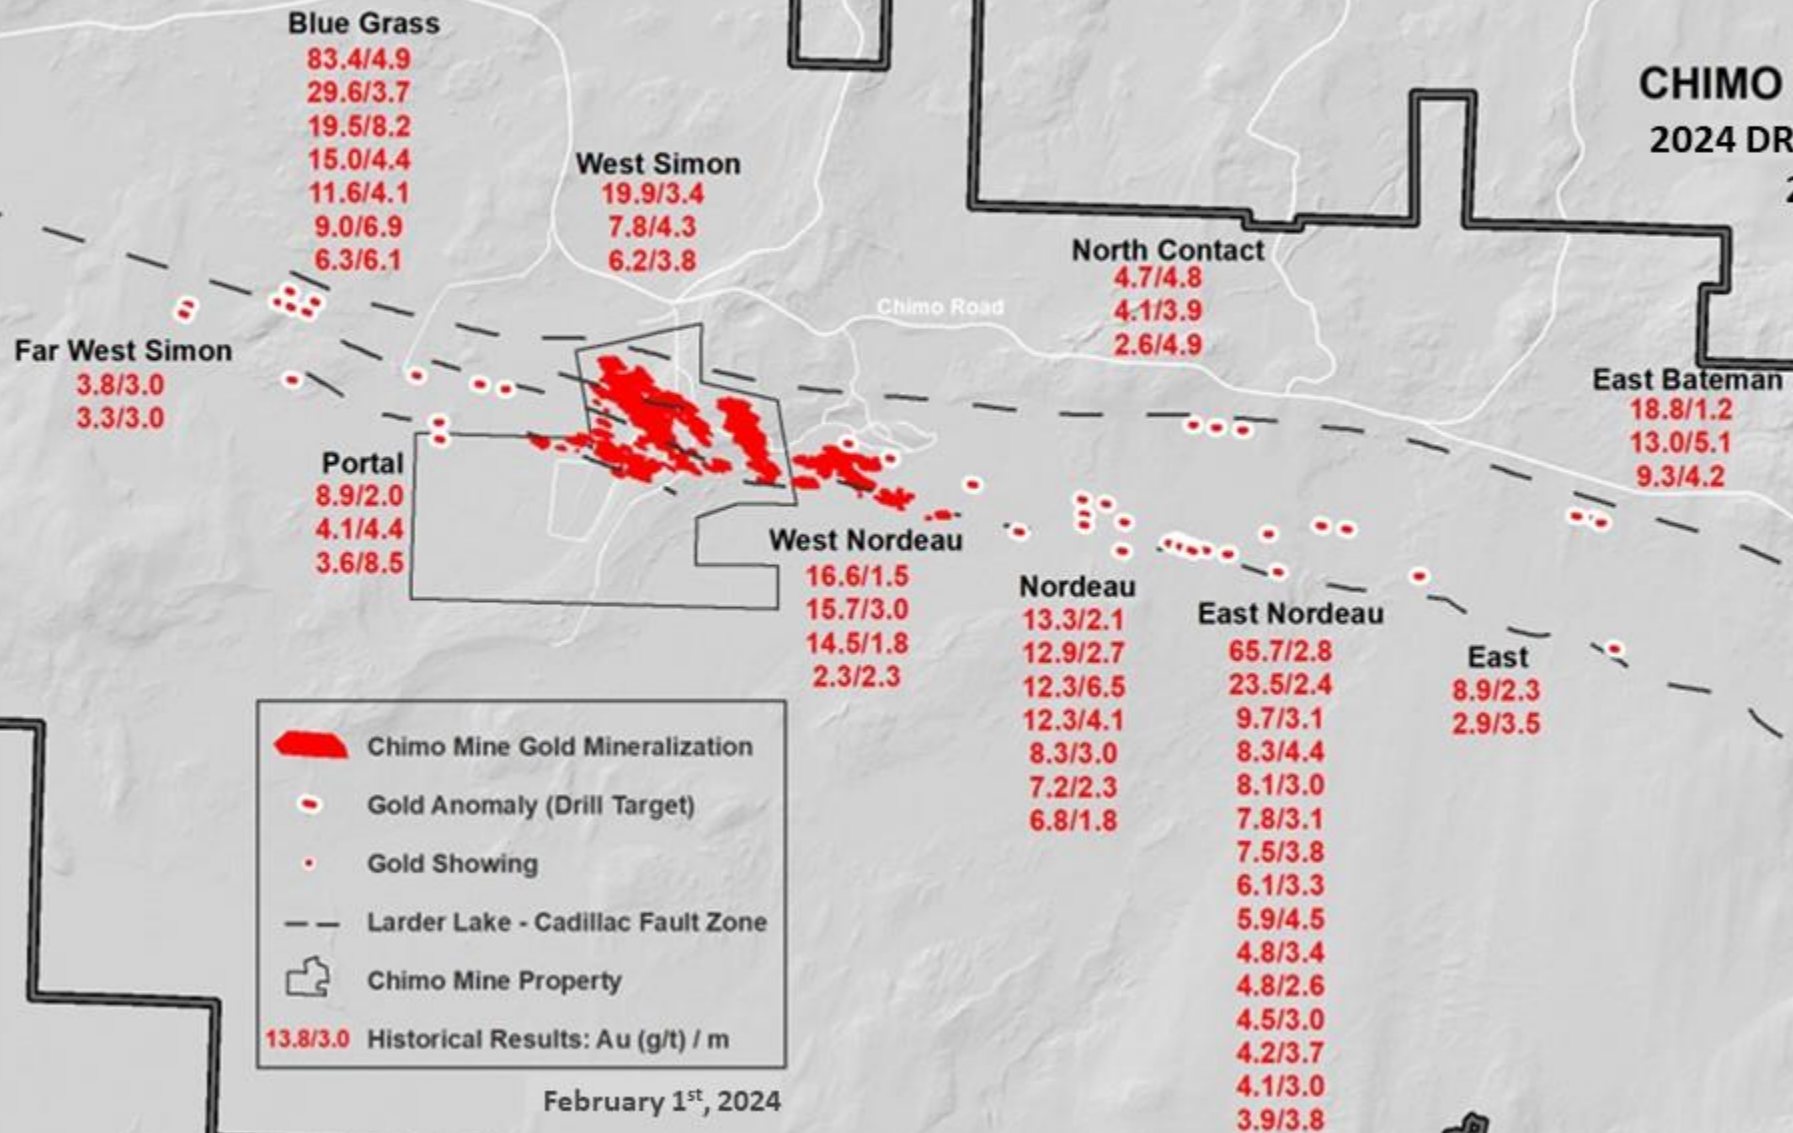 Blue Grass
83.4/4.9
29.6/3.7
19.5/8.2
15.0/4.4
11.6/4.1
9.0/6.9
6.3/6.1
West Simon
19.9/3.4
7.8/4.3
6.2/3.8
CHIMO
2024 DR
North Contact
4.7/4.8
4.1/3.9
2.6/4.9
Chimo Road
Far West Simon
3.8/3.0
3.3/3.0
East Bateman
18.8/1.2
13.0/5.1
9.3/4.2
Portal
8.9/2.0
4.1/4.4
3.6/8.5
West Nordeau
16.6/1.5
15.7/3.0
14.5/1.8
2.3/2.3
Nordeau
13.3/2.1
12.9/2.7
12.3/6.5
12.3/4.1
8.3/3.0
7.2/2.3
6.8/1.8
East Nordeau
65.7/2.8
23.5/2.4
9.7/3.1
8.3/4.4
8.1/3.0
7.8/3.1
7.5/3.8
6.1/3.3
5.9/4.5
4.8/3.4
4.8/2.6
4.5/3.0
4.2/3.7
4.1/3.0
3.9/3.8
East
8.9/2.3
2.9/3.5
Chimo Mine Gold Mineralization
Gold Anomaly (Drill Target)
Gold Showing
Larder Lake - Cadillac Fault Zone
Chimo Mine Property
13.8/3.0 Historical Results: Au (g/t) / m
February 1st, 2024